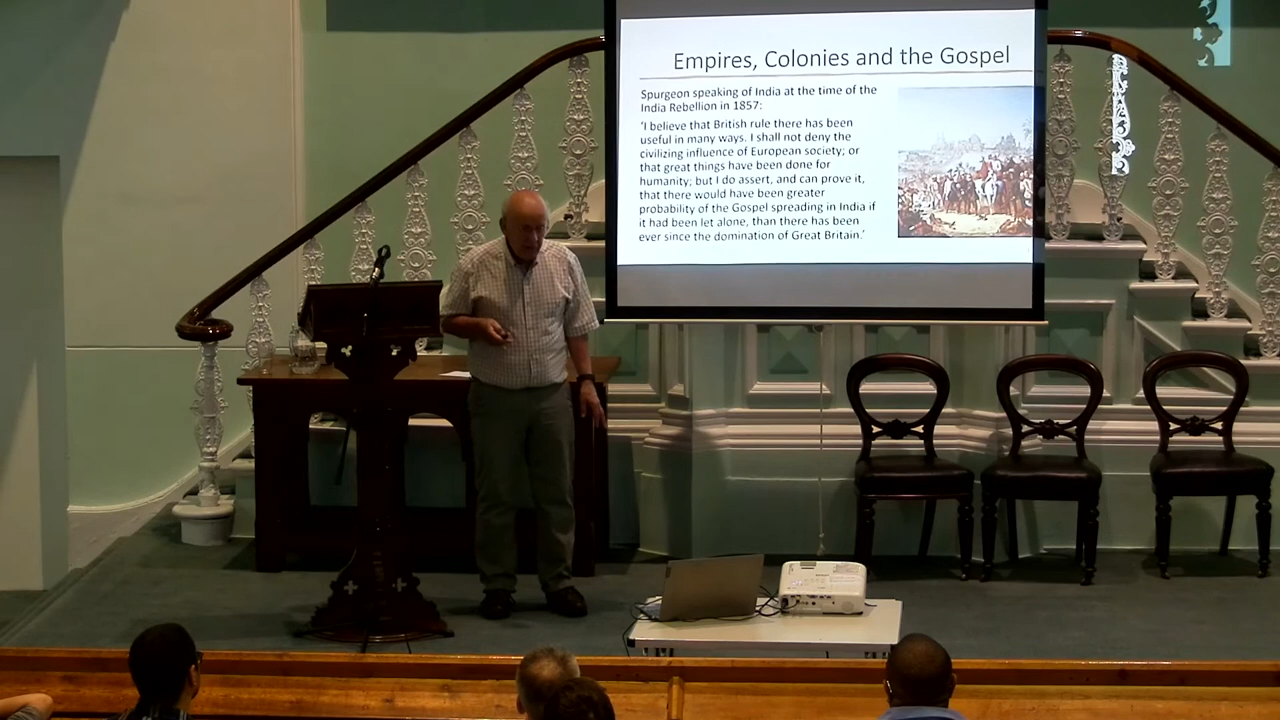 Empires, Colonies and the Gospel
Spurgeon speaking of India at the time of the
India Rebellion in 1857:
'I believe that British rule there has been
useful in many ways. I shall not deny the
civilizing influence of European society; or
that great things have been done for
humanity; but I do assert, and can prove it,
that there would have been greater
probability of the Gospel spreading in India if
it had been let alone, than there has been
ever since the domination of Great Britain.'